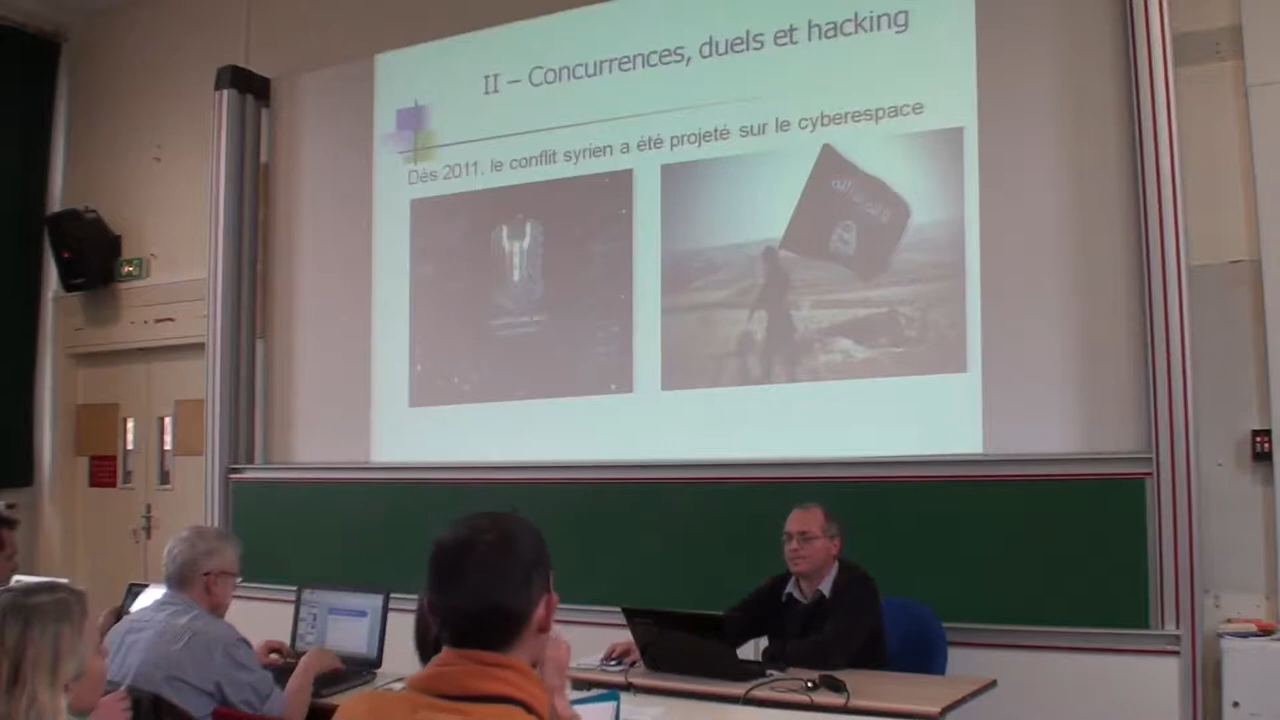 II – Concurrences, duels et hacking
Dès 2011, le conflit syrien a été projeté sur le cyberespace